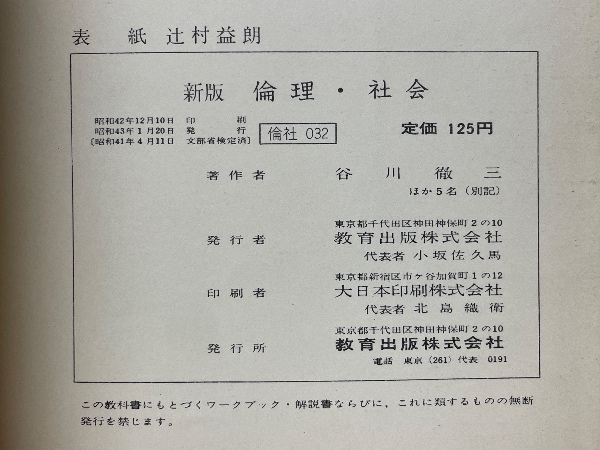 表 紙 辻村益朗
新版 倫理・社会
昭和42年12月10日 印 刷
昭和43年1月20日 発 行
〔昭和41年4月11日 文部省検定済〕
倫社 032
定価 125円
著作者 谷川徹三
ほか5名（別記）
東京都千代田区神田神保町2の10
発行者 教育出版株式会社
代表者 小坂佐久馬
東京都新宿区市ヶ谷加賀町1の12
印刷者 大日本印刷株式会社
代表者 北島織衛
東京都千代田区神田神保町2の10
発行所 教育出版株式会社
電話 東京（261）代表 0191
この教科書にもとづくワークブック・解説書ならびに，これに類するものの無断
発行を禁じます。